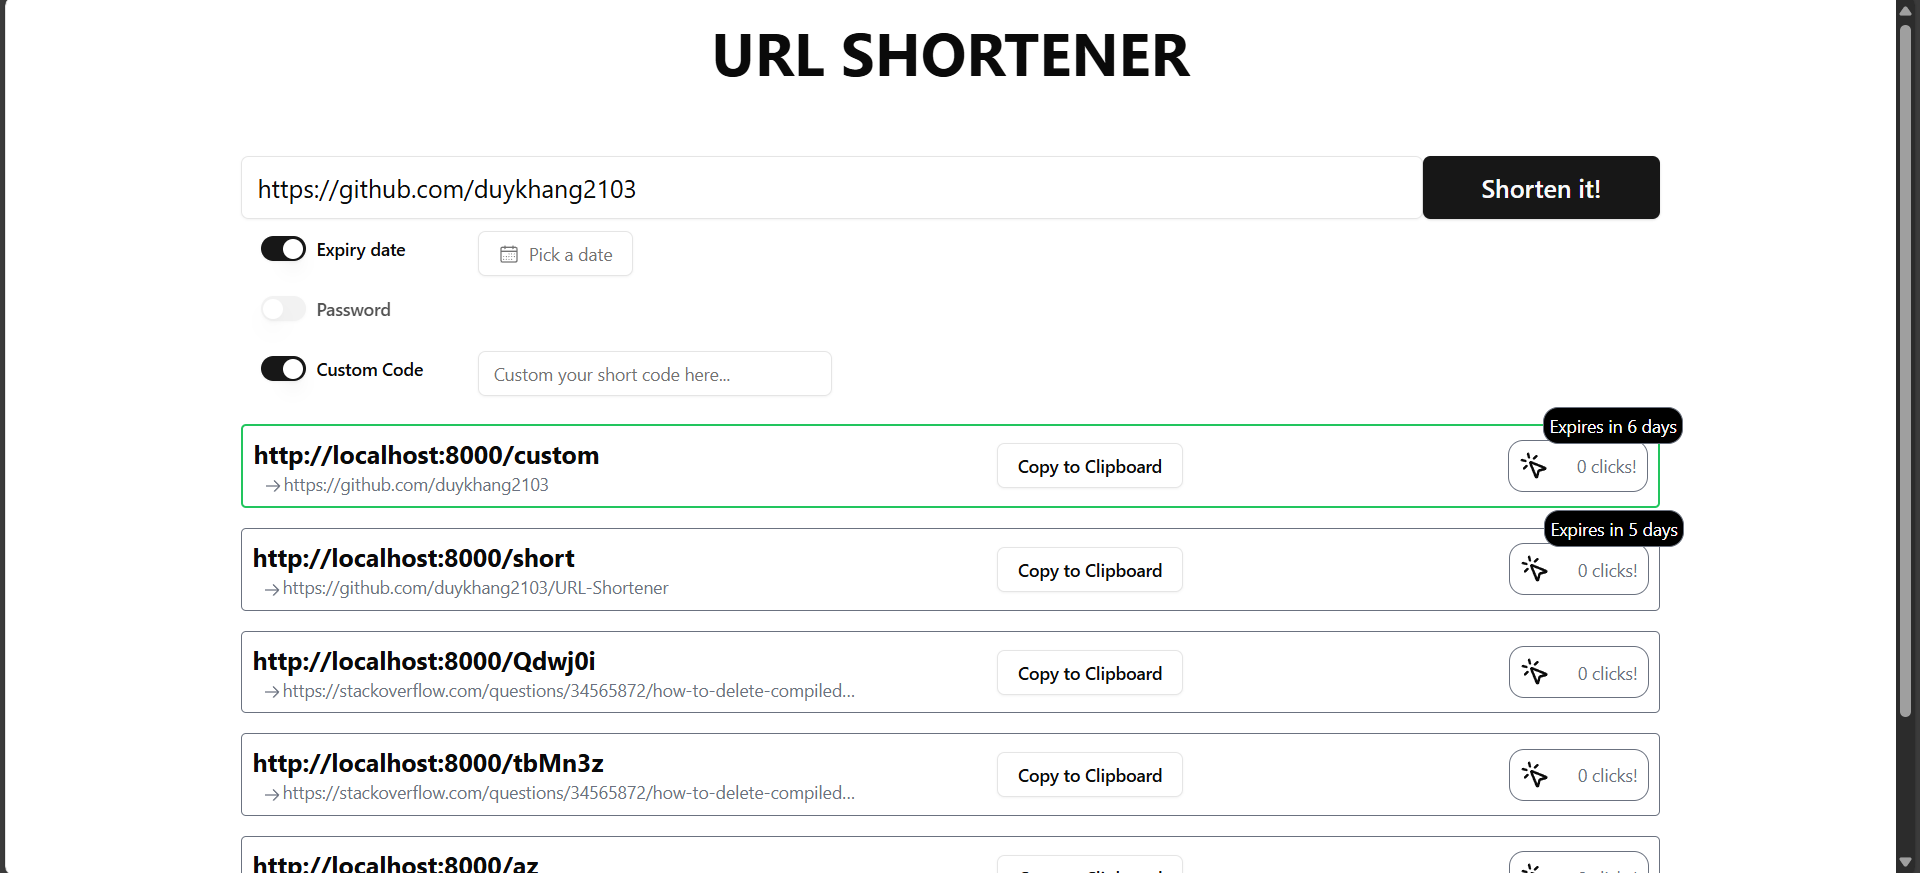 URL SHORTENER
https://github.com/duykhang2103
Shorten it!
Expiry date
Pick a date
Password
Custom Code
Custom your short code here...
Expires in 6 days
http://localhost:8000/custom
→https://github.com/duykhang2103
Copy to Clipboard
0 clicks!
Expires in 5 days
http://localhost:8000/short
→https://github.com/duykhang2103/URL-Shortener
Copy to Clipboard
0 clicks!
http://localhost:8000/Qdwj0i
→https://stackoverflow.com/questions/34565872/how-to-delete-compiled...
Copy to Clipboard
0 clicks!
http://localhost:8000/tbMn3z
→https://stackoverflow.com/questions/34565872/how-to-delete-compiled...
Copy to Clipboard
0 clicks!
http://localhost:8000/az